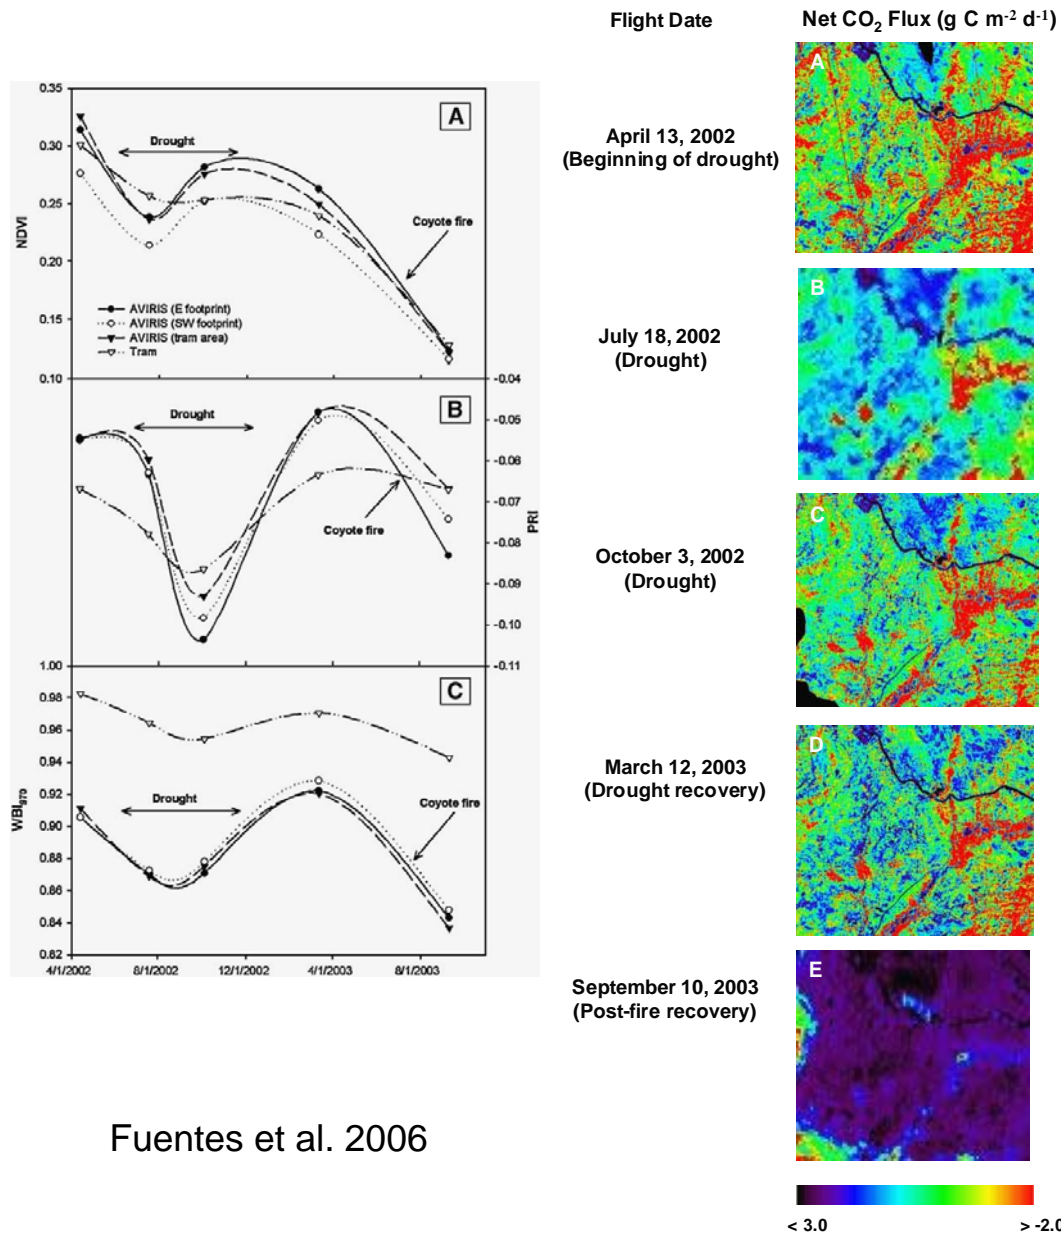 Flight Date
Net CO2 Flux (g C m-2 d-1)
0.35
0.30
0.25
0.20
0.15
0.10
NDVI
A
Drought
Coyote fire
AVIRIS (E footprint)
AVIRIS (SW footprint)
AVIRIS (tram area)
Tram
-0.04
-0.05
-0.06
-0.07
-0.08
-0.09
-0.10
-0.11
PRI
B
Drought
Coyote fire
1.00
0.98
0.96
0.94
0.92
0.90
0.88
0.86
0.84
0.82
WBI970
C
Drought
Coyote fire
4/1/2002
8/1/2002
12/1/2002
4/1/2003
8/1/2003
April 13, 2002
(Beginning of drought)
A
July 18, 2002
(Drought)
B
October 3, 2002
(Drought)
C
March 12, 2003
(Drought recovery)
D
September 10, 2003
(Post-fire recovery)
E
Fuentes et al. 2006
< 3.0
> -2.0